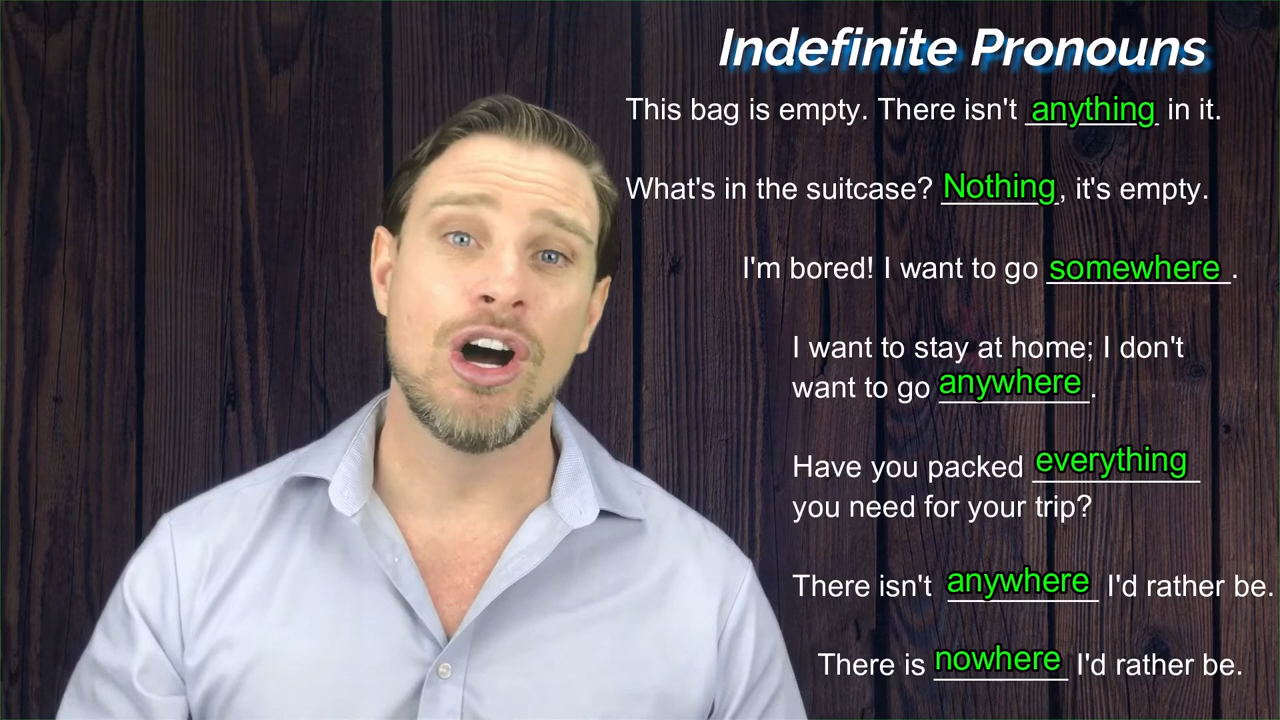 Indefinite Pronouns
This bag is empty. There isn't anything in it.
What's in the suitcase? Nothing, it's empty.
I'm bored! I want to go somewhere.
I want to stay at home; I don't
want to go anywhere.
Have you packed everything
you need for your trip?
There isn't anywhere I'd rather be.
There is nowhere I'd rather be.